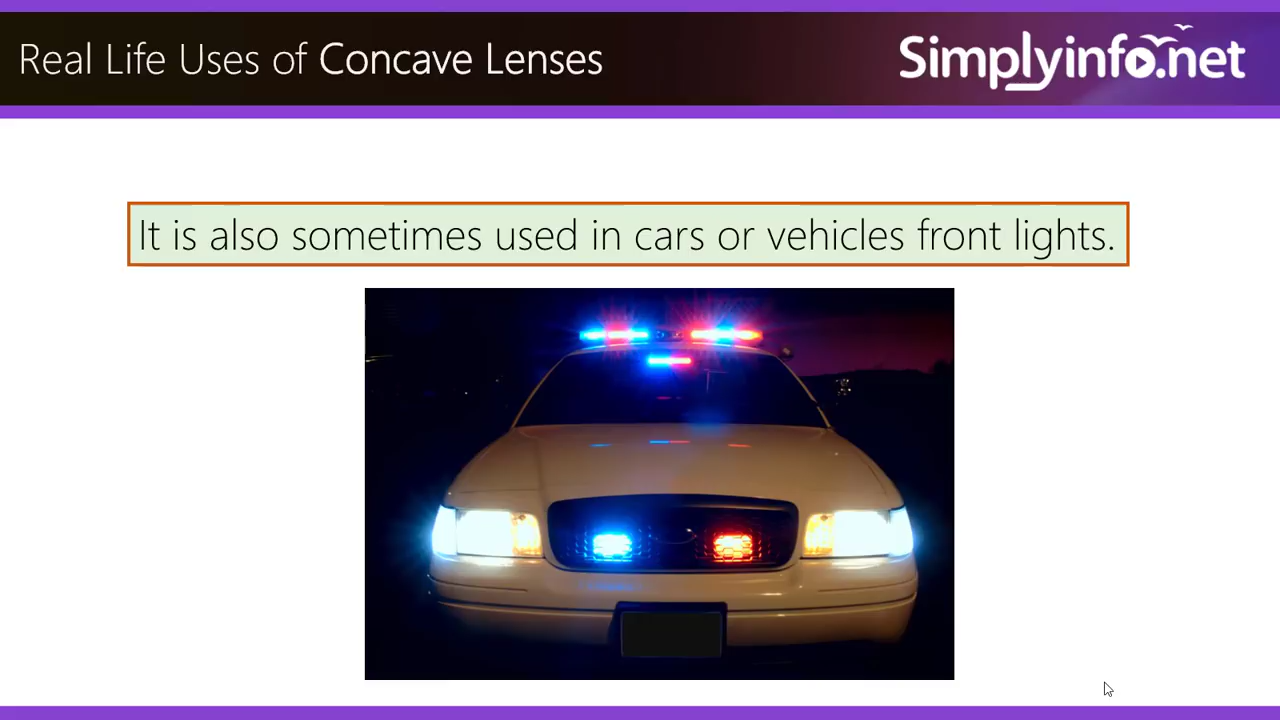 Real Life Uses of Concave Lenses
Simplyinfo.net
It is also sometimes used in cars or vehicles front lights.